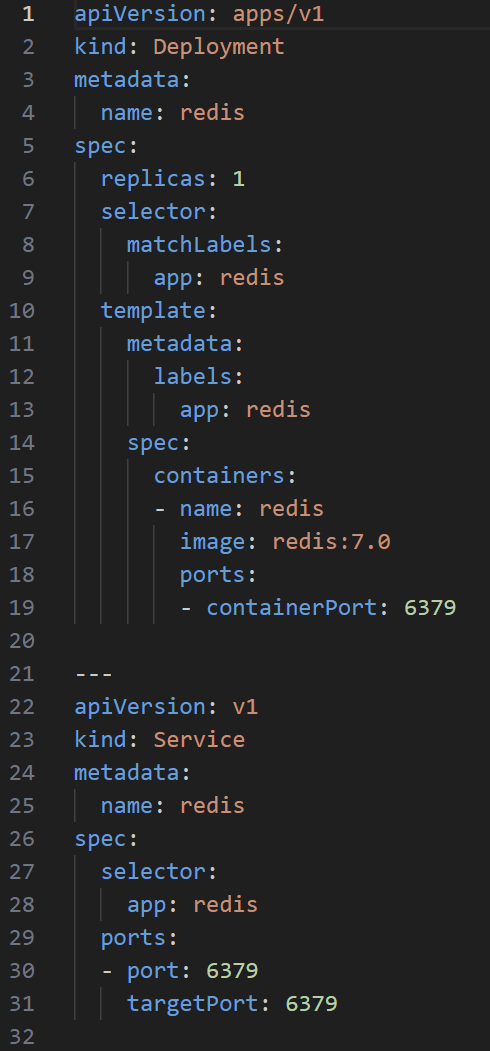 1 apiVersion: apps/v1
2 kind: Deployment
3 metadata:
4   name: redis
5 spec:
6   replicas: 1
7   selector:
8     matchLabels:
9       app: redis
10   template:
11     metadata:
12       labels:
13         app: redis
14     spec:
15       containers:
16       - name: redis
17         image: redis:7.0
18         ports:
19         - containerPort: 6379
20
21 ---
22 apiVersion: v1
23 kind: Service
24 metadata:
25   name: redis
26 spec:
27   selector:
28     app: redis
29   ports:
30   - port: 6379
31     targetPort: 6379
32